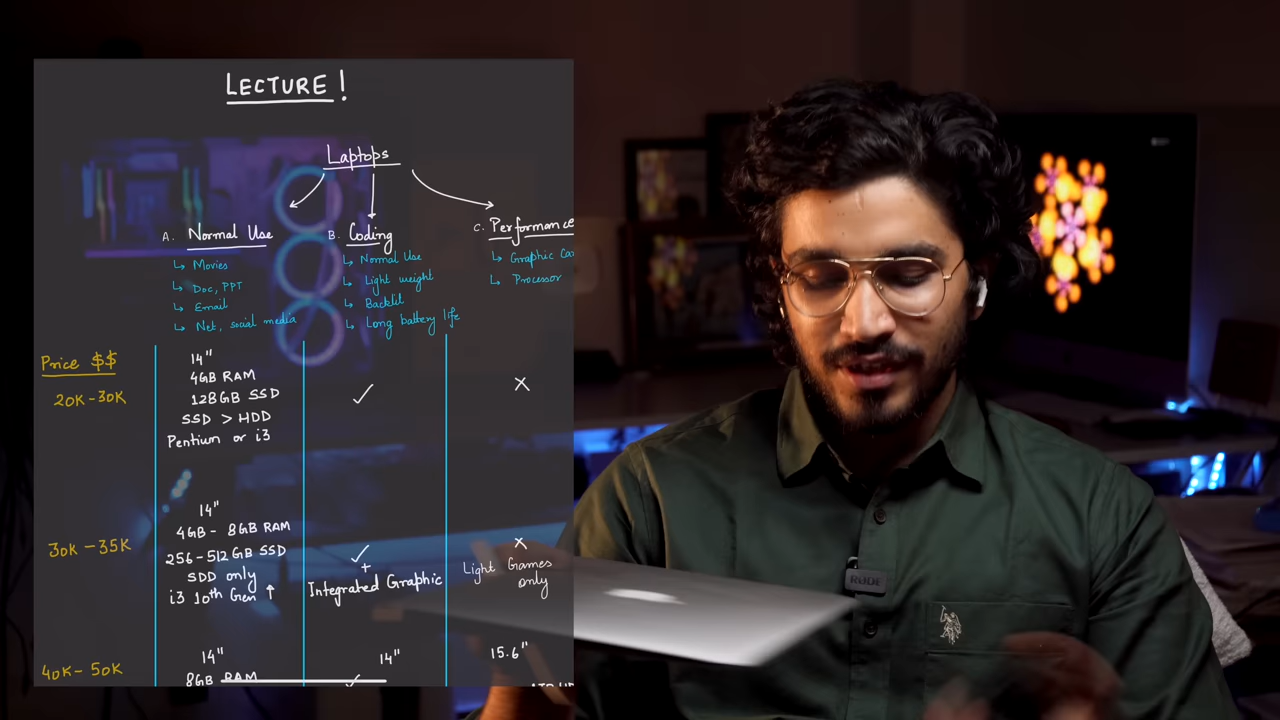 LECTURE!
Laptops
A. Normal Use
↳ Movies
↳ Doc, PPT
↳ Email
↳ Net, social media
B. Coding
↳ Normal Use
↳ Light weight
↳ Backlit
↳ Long battery life
C. Performance
↳ Graphic Ca
↳ Processor
Price $$
20K-30K
14"
4GB RAM
128GB SSD
SSD > HDD
Pentium or i3
✓
X
30K-35K
14"
4GB - 8GB RAM
256-512 GB SSD
SDD only
i3 10th Gen ↑
✓
+
Integrated Graphic
X
Light Games
only
40K-50K
14"
8GB RAM
14"
✓
15.6"
RODE